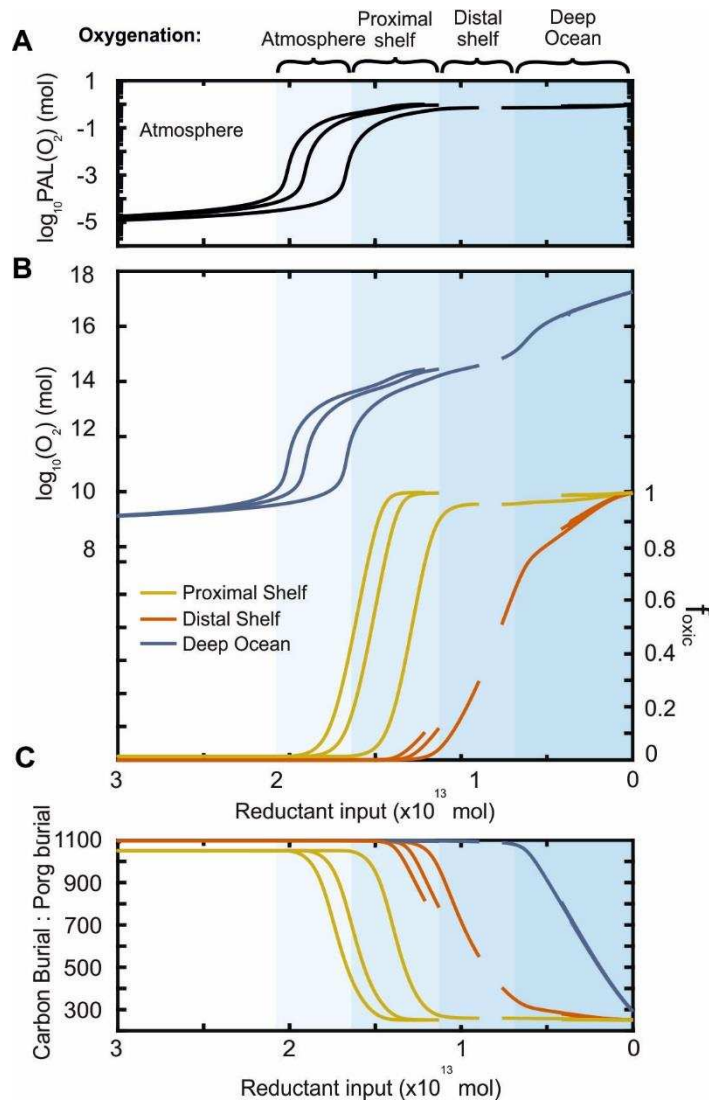 A
Oxygenation:
Atmosphere
Proximal
shelf
Distal
shelf
Deep
Ocean
log10PAL(O2) (mol)
1
-1
-3
-5
Atmosphere
B
log10(O2) (mol)
18
16
14
12
10
8
1
0.8
0.6
0.4
0.2
0
foxic
Proximal Shelf
Distal Shelf
Deep Ocean
3
2
1
0
Reductant input (x10^13 mol)
C
Carbon Burial : Porg burial
1100
900
700
500
300
3
2
1
0
Reductant input (x10^13 mol)